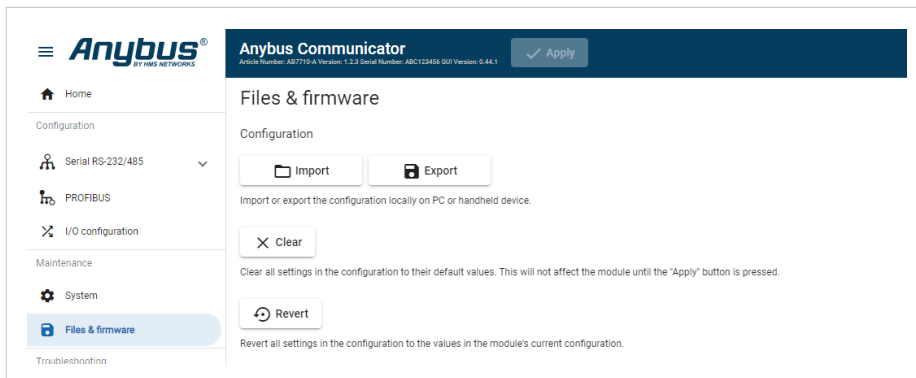 Anybus®
BY HMS NETWORKS
Anybus Communicator
Article Number: AB7710-A Version: 1.2.3 Serial Number: ABC123456 GUI Version: 0.44.1
Apply
Home
Configuration
Serial RS-232/485
PROFIBUS
I/O configuration
Maintenance
System
Files & firmware
Troubleshooting
Files & firmware
Configuration
Import
Export
Import or export the configuration locally on PC or handheld device.
Clear
Clear all settings in the configuration to their default values. This will not affect the module until the "Apply" button is pressed.
Revert
Revert all settings in the configuration to the values in the module's current configuration.